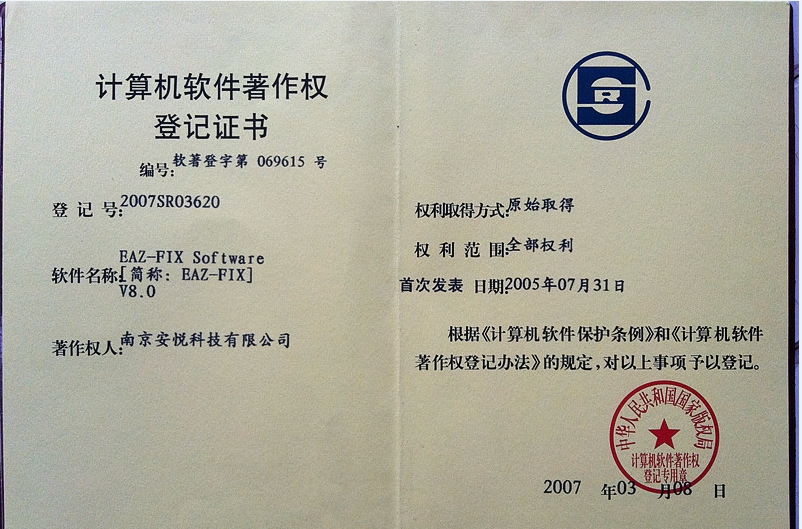 计算机软件著作权
登记证书
编号:软著登字第 069615 号
登 记 号:2007SR03620
EAZ-FIX Software
软件名称:[简称: EAZ-FIX]
V8.0
著作权人:南京安悦科技有限公司
SR
权利取得方式:原始取得
权 利 范 围:全部权利
首次发表 日期:2005年07月31日
根据《计算机软件保护条例》和《计算机软件
著作权登记办法》的规定,对以上事项予以登记。
中华人民共和国国家版权局
计算机软件著作权
登记专用章
2007 年03 月08 日